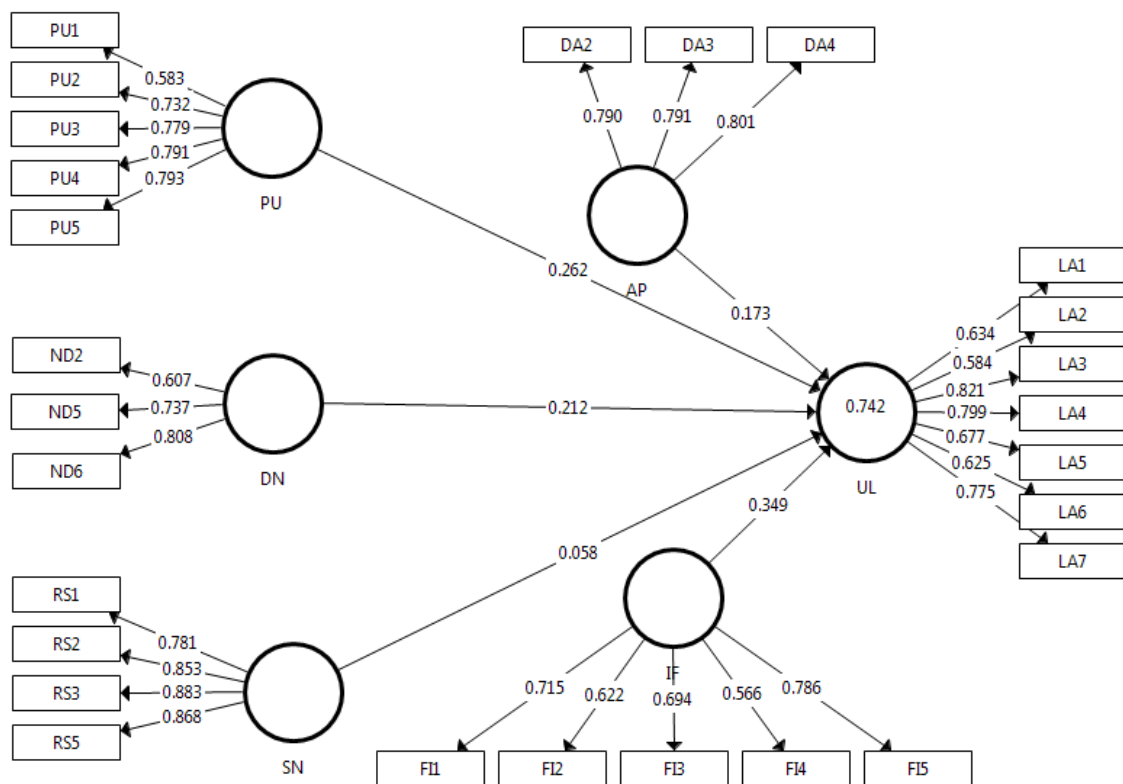 PU1
PU2
PU3
PU4
PU5
0.583
0.732
0.779
0.791
0.793
PU
DA2
DA3
DA4
0.790
0.791
0.801
AP
0.262
0.173
ND2
ND5
ND6
0.607
0.737
0.808
DN
0.212
0.742
UL
LA1
LA2
LA3
LA4
LA5
LA6
LA7
0.634
0.584
0.821
0.799
0.677
0.625
0.775
RS1
RS2
RS3
RS5
0.781
0.853
0.883
0.868
SN
0.058
0.349
IF
0.715
0.622
0.694
0.566
0.786
FI1
FI2
FI3
FI4
FI5